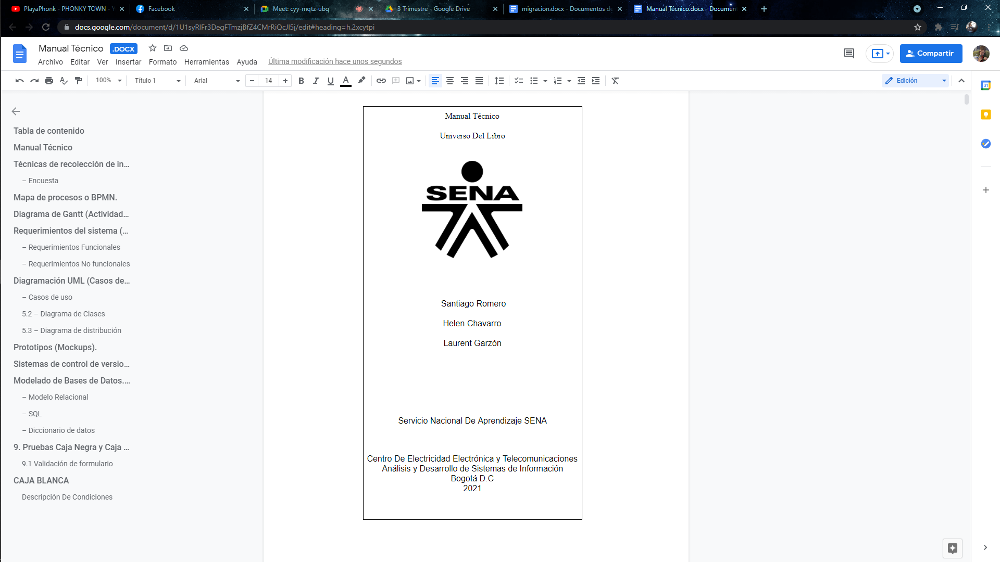 PlayaPhonk - PHONKY TOWN - Y
Facebook
Meet: cyy-mqtz-ubq
3 Trimestre - Google Drive
migracion.docx - Documentos de
Manual Técnico.docx - Documen
docs.google.com/document/d/
Manual Técnico .DOCX
Archivo Editar Ver Insertar Formato Herramientas Ayuda Última modificación hace unos segundos
Compartir
100% Título 1 Arial 14 Edición
31
Tabla de contenido
Manual Técnico
Técnicas de recolección de in...
– Encuesta
Mapa de procesos o BPMN.
Diagrama de Gantt (Actividad...
Requerimientos del sistema (...
– Requerimientos Funcionales
– Requerimientos No funcionales
Diagramación UML (Casos de...
– Casos de uso
5.2 – Diagrama de Clases
5.3 – Diagrama de distribución
Prototipos (Mockups).
Sistemas de control de versio...
Modelado de Bases de Datos....
– Modelo Relacional
– SQL
– Diccionario de datos
9. Pruebas Caja Negra y Caja ...
9.1 Validación de formulario
CAJA BLANCA
Descripción De Condiciones
Manual Técnico
Universo Del Libro
SENA
Santiago Romero
Helen Chavarro
Laurent Garzón
Servicio Nacional De Aprendizaje SENA
Centro De Electricidad Electrónica y Telecomunicaciones
Análisis y Desarrollo de Sistemas de Información
Bogotá D.C
2021